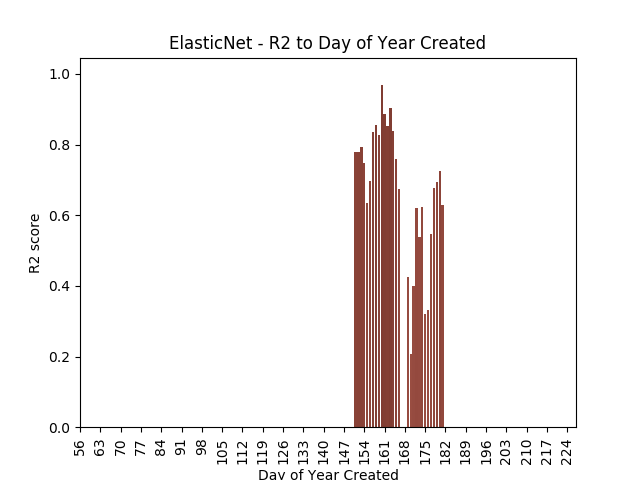 ElasticNet - R2 to Day of Year Created
1.0
0.8
0.6
0.4
0.2
0.0
R2 score
56 63 70 77 84 91 98 105 112 119 126 133 140 147 154 161 168 175 182 189 196 203 210 217 224
Day of Year Created